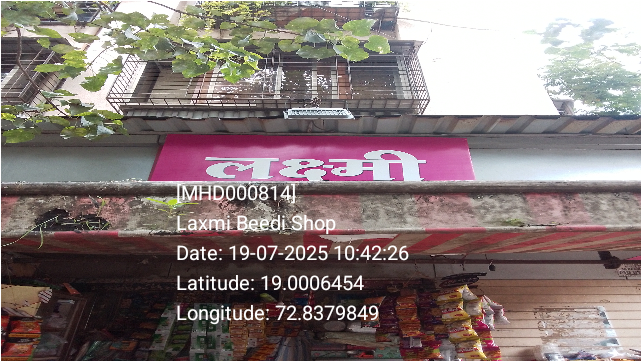 लक्ष्मी
[MHD000814]
Laxmi Beedi Shop
Date: 19-07-2025 10:42:26
Latitude: 19.0006454
Longitude: 72.8379849